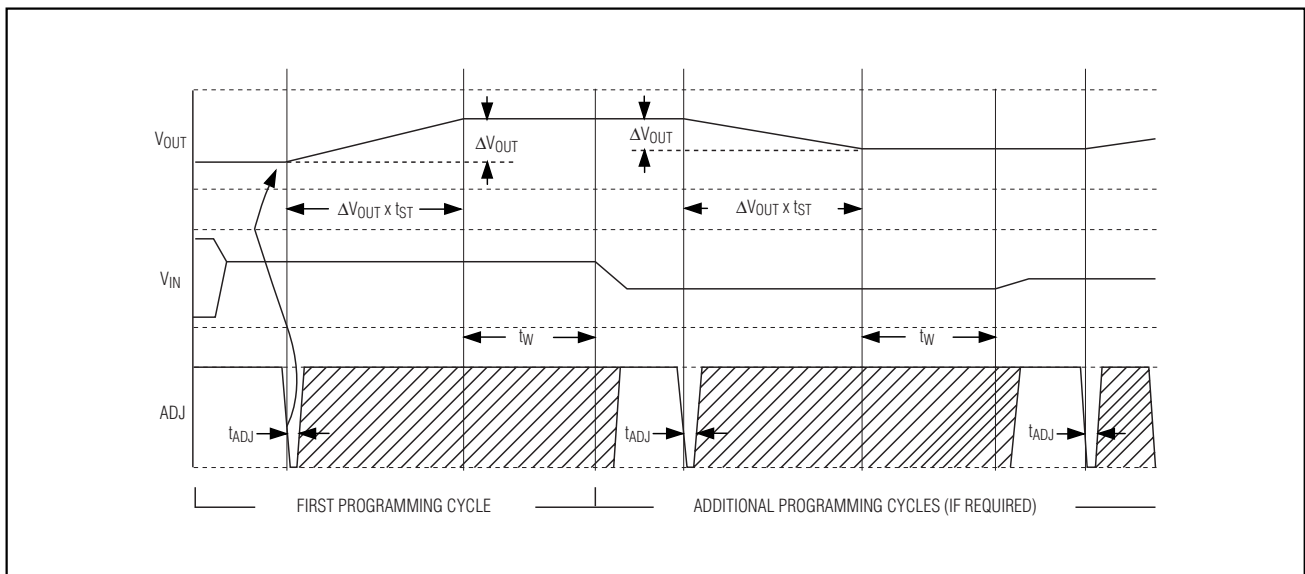 VOUT
ΔVOUT
ΔVOUT
ΔVOUT x tST
ΔVOUT x tST
VIN
tW
tW
ADJ
tADJ
tADJ
tADJ
FIRST PROGRAMMING CYCLE
ADDITIONAL PROGRAMMING CYCLES (IF REQUIRED)